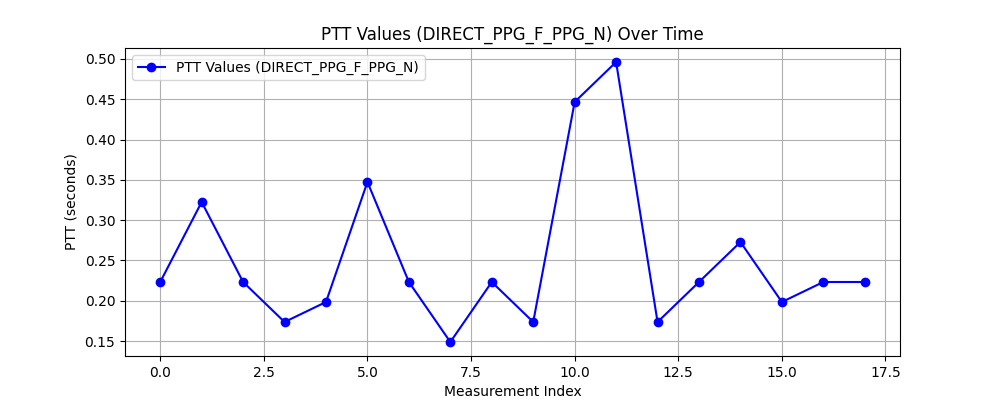 PTT Values (DIRECT_PPG_F_PPG_N) Over Time
PTT Values (DIRECT_PPG_F_PPG_N)
PTT (seconds)
0.50
0.45
0.40
0.35
0.30
0.25
0.20
0.15
0.0 2.5 5.0 7.5 10.0 12.5 15.0 17.5
Measurement Index